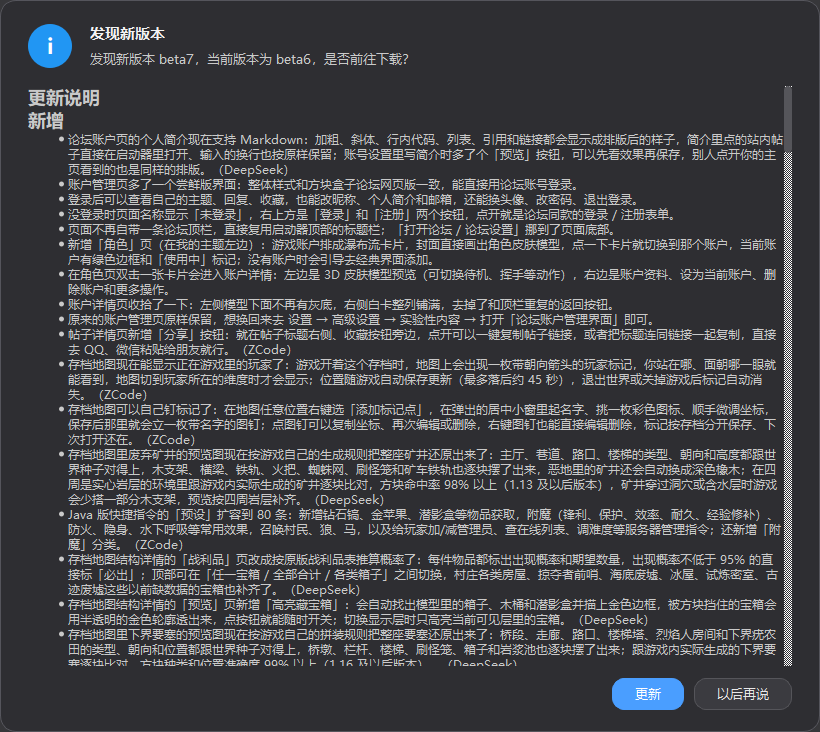 发现新版本
发现新版本 beta7，当前版本为 beta6，是否前往下载？
更新说明
新增
• 论坛账户页的个人简介现在支持 Markdown：加粗、斜体、行内代码、列表、引用和链接都会显示成排版后的样子，简介里点的站内帖
子直接在启动器里打开、输入的换行也按原样保留；账号设置里写简介时多了个「预览」按钮，可以先看效果再保存，别人点开你的主
页看到的也是同样的排版。（DeepSeek）
• 账户管理页多了一个尝鲜版界面：整体样式和方块盒子论坛网页版一致，能直接用论坛账号登录。
• 登录后可以查看自己的主题、回复、收藏，也能改昵称、个人简介和邮箱，还能换头像、改密码、退出登录。
• 没登录时页面名称显示「未登录」，右上方是「登录」和「注册」两个按钮，点开就是论坛同款的登录 / 注册表单。
• 页面不再自带一条论坛顶栏，直接复用启动器顶部的标题栏；「打开论坛 / 论坛设置」挪到了页面底部。
• 新增「角色」页（在我的主题左边）：游戏账户排成瀑布流卡片，封面直接画出角色皮肤模型，点一下卡片就切换到那个账户，当前账
户有绿色边框和「使用中」标记；没有账户时会引导去经典界面添加。
• 在角色页双击一张卡片会进入账户详情：左边是 3D 皮肤模型预览（可切换待机、挥手等动作），右边是账户资料、设为当前账户、删
除账户和更多操作。
• 账户详情页收拾了一下：左侧模型下面不再有灰底，右侧白卡整列铺满，去掉了和顶栏重复的返回按钮。
• 原来的账户管理页原样保留，想换回来去 设置 → 高级设置 → 实验性内容 → 打开「论坛账户管理界面」即可。
• 帖子详情页新增「分享」按钮：就在帖子标题右侧、收藏按钮旁边，点开可以一键复制帖子链接，或者把标题连同链接一起复制，直接
去 QQ、微信粘贴给朋友就行。（ZCode）
• 存档地图现在能显示正在游戏里的玩家了：游戏开着这个存档时，地图上会出现一枚带朝向箭头的玩家标记，你站在哪、面朝哪一眼就
能看到，地图切到玩家所在的维度时才会显示；位置随游戏自动保存更新（最多落后约 45 秒），退出世界或关掉游戏后标记自动消
失。（ZCode）
• 存档地图可以自己钉标记了：在地图任意位置右键选「添加标记点」，在弹出的居中小窗里起名字、挑一枚彩色图标、顺手微调坐标，
保存后那里就会立一枚带名字的图钉；点图钉可以复制坐标、再次编辑或删除，右键图钉也能直接编辑删除，标记按存档分开保存、下
次打开还在。（ZCode）
• 存档地图里废弃矿井的预览图现在按游戏自己的生成规则把整座矿井还原出来了：主厅、巷道、路口、楼梯的类型、朝向和高度都跟世
界种子对得上，木支架、横梁、铁轨、火把、蜘蛛网、刷怪笼和矿车铁轨也逐块摆了出来，恶地里的矿井还会自动换成深色橡木；在四
周是实心岩层的环境里跟游戏内实际生成的矿井逐块比对，方块命中率 98% 以上（1.13 及以后版本），矿井穿过洞穴或含水层时游戏
会少搭一部分木支架，预览按四周岩层补齐。（DeepSeek）
• Java 版快捷指令的「预设」扩容到 80 条：新增钻石镐、金苹果、潜影盒等物品获取，附魔（锋利、保护、效率、耐久、经验修补）、
防火、隐身、水下呼吸等常用效果，召唤村民、狼、马，以及给玩家加/减管理员、查在线列表、调难度等服务器管理指令；还新增「附
魔」分类。（ZCode）
• 存档地图结构详情的「战利品」页改成按原版战利品表推算概率了：每件物品都标出出现概率和期望数量，出现概率不低于 95% 的直
接标「必出」；顶部可在「任一宝箱 / 全部合计 / 各类箱子」之间切换，村庄各类房屋、掠夺者前哨、海底废墟、冰屋、试炼密室、古
迹废墟这些以前缺数据的宝箱也补齐了。（DeepSeek）
• 存档地图结构详情的「预览」页新增「高亮藏宝箱」：会自动找出模型里的箱子、木桶和潜影盒并描上金色边框，被方块挡住的宝箱会
用半透明的金色轮廓透出来，点按钮就能随时开关；切换显示层时只高亮当前可见层里的宝箱。（DeepSeek）
• 存档地图里下界要塞的预览图现在按游戏自己的拼接规则把整座要塞还原出来了：桥段、走廊、路口、楼梯塔、烈焰人房间和下界疣农
田的类型、朝向和位置都跟世界种子对得上，桥墩、栏杆、楼梯、刷怪笼、箱子和岩浆池也逐块摆了出来；跟游戏内实际生成的下界要
塞逐块比对，方块种类和位置准确度 99% 以上（1.16 及以后版本）。（DeepSeek）
更新
以后再说